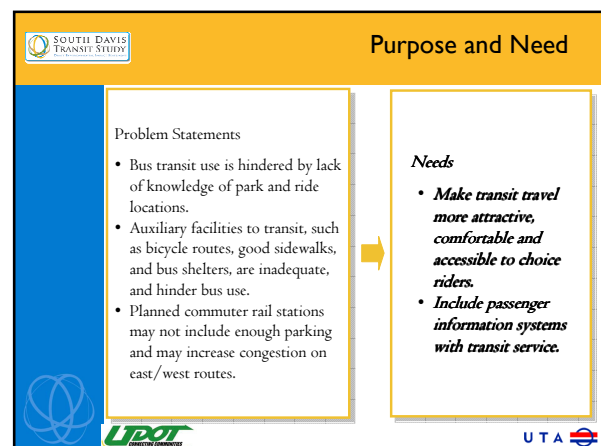 SOUTH DAVIS
TRANSIT STUDY
Purpose and Need
Problem Statements
• Bus transit use is hindered by lack
of knowledge of park and ride
locations.
• Auxiliary facilities to transit, such
as bicycle routes, good sidewalks,
and bus shelters, are inadequate,
and hinder bus use.
• Planned commuter rail stations
may not include enough parking
and may increase congestion on
east/west routes.
Needs
• Make transit travel
more attractive,
comfortable and
accessible to choice
riders.
• Include passenger
information systems
with transit service.
UDOT
CONNECTING COMMUNITIES
UTA